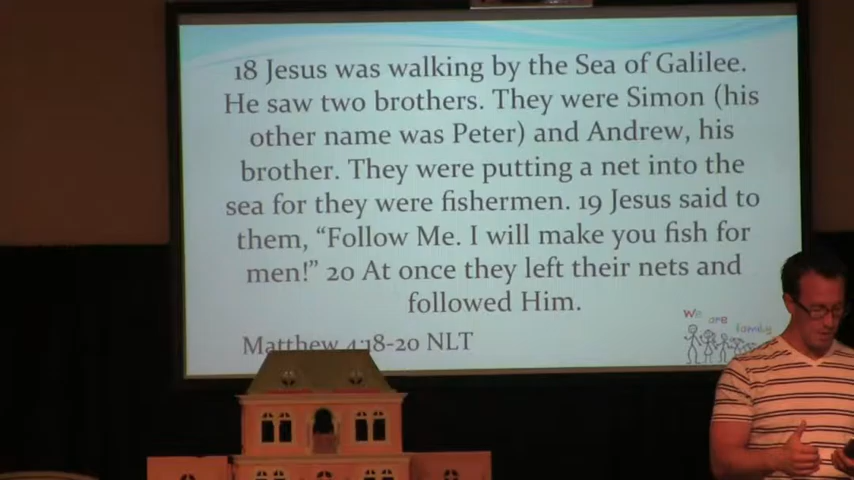 18 Jesus was walking by the Sea of Galilee.
He saw two brothers. They were Simon (his
other name was Peter) and Andrew, his
brother. They were putting a net into the
sea for they were fishermen. 19 Jesus said to
them, “Follow Me. I will make you fish for
men!” 20 At once they left their nets and
followed Him.
Matthew 4:18-20 NLT
We are family